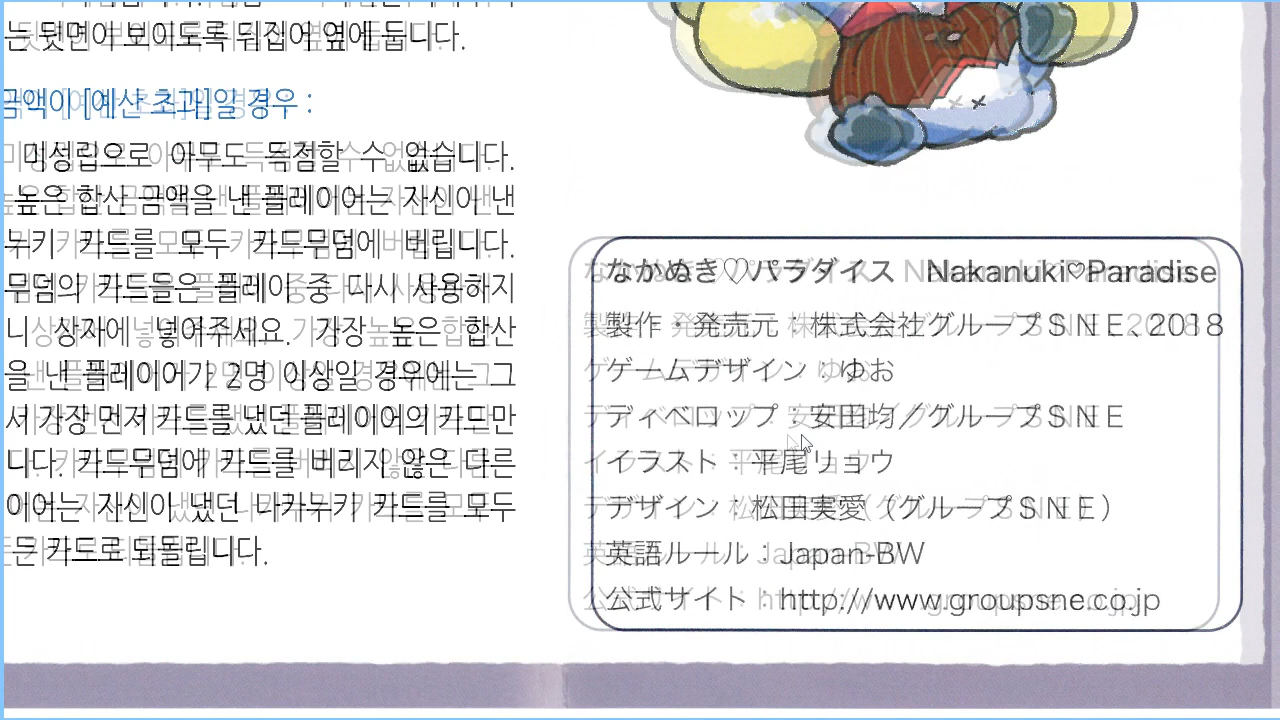 는 뒷면이 보이도록 뒤집어 옆에 둡니다.
금액이 [예산 초과]일 경우 :
미성립으로 아무도 득점할 수 없습니다.
높은 합산 금액을 낸 플레이어는 자신이 낸
누키 카드를 모두 카드무덤에 버립니다.
무덤의 카드들은 플레이 중 다시 사용하지
니 상자에 넣어주세요. 가장 높은 합산
을 낸 플레이어가 2명 이상일 경우에는 그
서 가장 먼저 카드를 냈던 플레이어의 카드만
니다. 카드무덤에 카드를 버리지 않은 다른
이어는 자신이 냈던 나카누키 카드를 모두
든 카드로 되돌립니다.
なかぬき♡パラダイス Nakanuki♡Paradise
製作・発売元：株式会社グループＳＮＥ、2018
ゲームデザイン：ゆお
ディベロップ：安田均／グループＳＮＥ
イラスト：平尾リョウ
デザイン：松田実愛（グループＳＮＥ）
英語ルール：Japan-BW
公式サイト：http://www.groupsne.co.jp